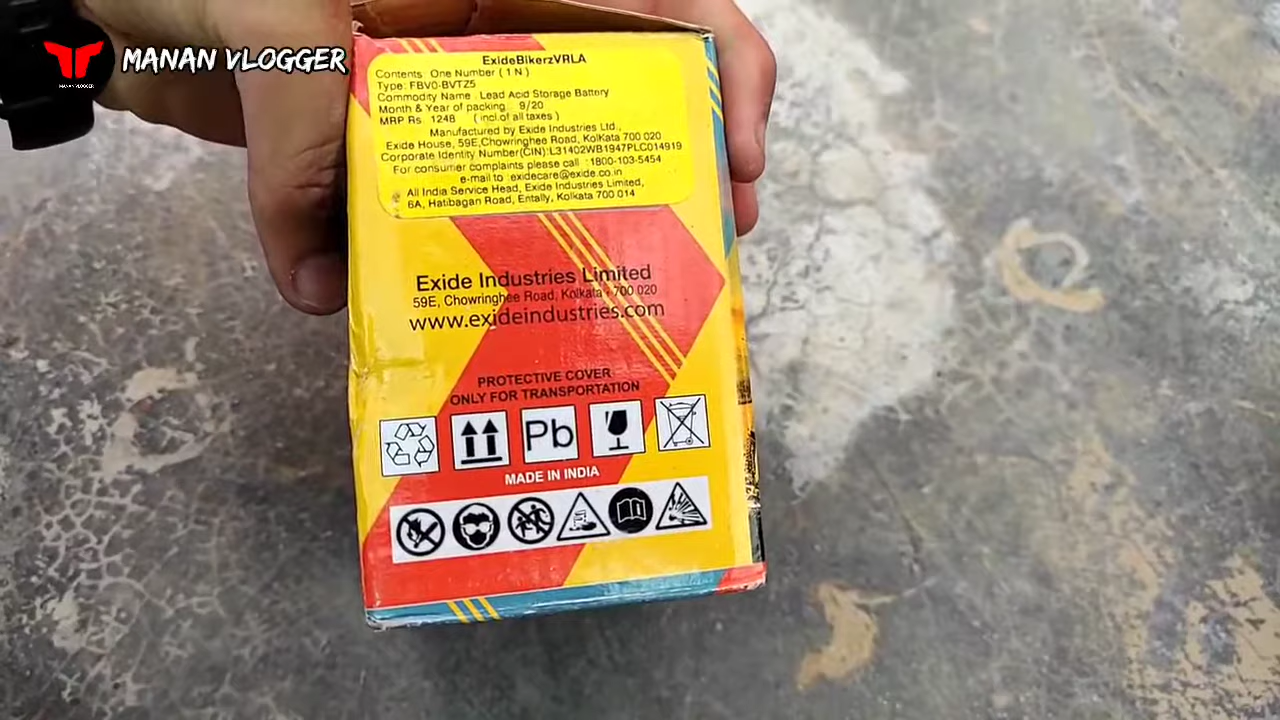 MANAN VLOGGER
MANAN VLOGGER
ExideBikerzVRLA
Contents : One Number ( 1 N )
Type: FBV0-BVTZ5
Commodity Name : Lead Acid Storage Battery
Month & Year of packing... 9/20
MRP Rs. 1248 (incl.of all taxes)
Manufactured by Exide Industries Ltd.,
Exide House, 59E,Chowringhee Road, KolKata 700 020
Corporate Identity Number(CIN):L31402WB1947PLC014919
For consumer complaints please call :1800-103-5454
e-mail to :exidecare@exide.co.in
All India Service Head, Exide Industries Limited,
6A, Hatibagan Road, Entally, Kolkata 700 014
Exide Industries Limited
59E, Chowringhee Road, Kolkata - 700 020
www.exideindustries.com
PROTECTIVE COVER
ONLY FOR TRANSPORTATION
Pb
MADE IN INDIA